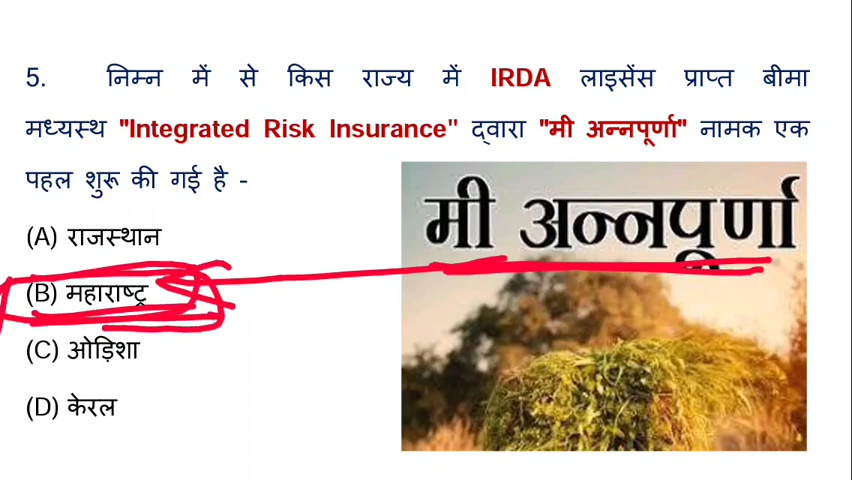 5. निम्न में से किस राज्य में IRDA लाइसेंस प्राप्त बीमा
मध्यस्थ "Integrated Risk Insurance" द्वारा "मी अन्नपूर्णा" नामक एक
पहल शुरू की गई है -
मी अन्नपूर्णा
(A) राजस्थान
(B) महाराष्ट्र
(C) ओड़िशा
(D) केरल